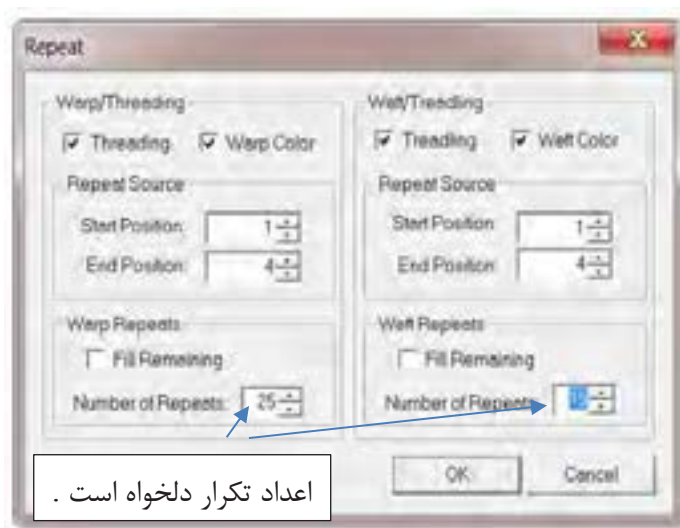 Repeat
Warp/Threading
Threading Warp Color
Repeat Source
Start Position: 1
End Position: 4
Warp Repeats
Fill Remaining
Number of Repeats: 25
Weft/Treadling
Treadling Weft Color
Repeat Source
Start Position 1
End Position 4
Weft Repeats
Fill Remaining
Number of Repeats
OK Cancel
اعداد تکرار دلخواه است .